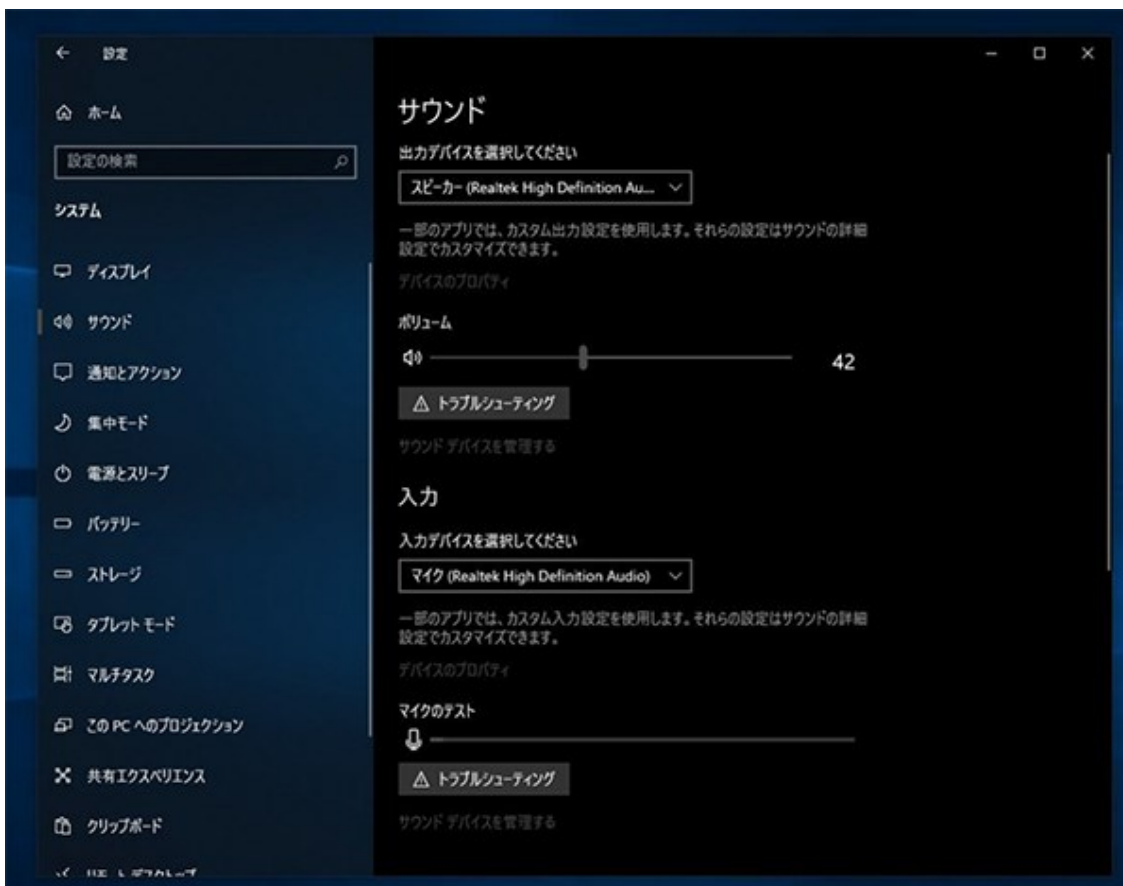 設定
ホーム
設定の検索
システム
ディスプレイ
サウンド
通知とアクション
集中モード
電源とスリープ
バッテリー
ストレージ
タブレット モード
マルチタスク
この PC へのプロジェクション
共有エクスペリエンス
クリップボード
リモート デスクトップ
サウンド
出力デバイスを選択してください
スピーカー (Realtek High Definition Au...
一部のアプリでは、カスタム出力設定を使用します。それらの設定はサウンドの詳細
設定でカスタマイズできます。
デバイスのプロパティ
ボリューム
42
トラブルシューティング
サウンド デバイスを管理する
入力
入力デバイスを選択してください
マイク (Realtek High Definition Audio)
一部のアプリでは、カスタム入力設定を使用します。それらの設定はサウンドの詳細
設定でカスタマイズできます。
デバイスのプロパティ
マイクのテスト
トラブルシューティング
サウンド デバイスを管理する